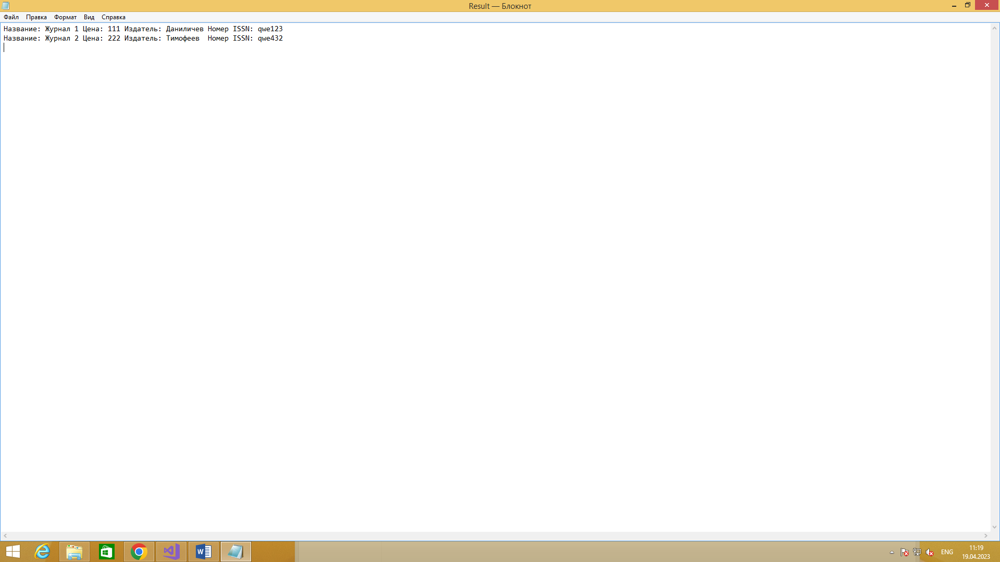 Result — Блокнот
Файл Правка Формат Вид Справка
Название: Журнал 1 Цена: 111 Издатель: Даниличев Номер ISSN: qwe123
Название: Журнал 2 Цена: 222 Издатель: Тимофеев  Номер ISSN: qwe432
ENG
11:19
19.04.2023